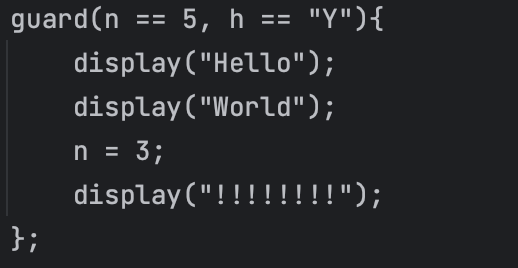 guard(n == 5, h == "Y"){
    display("Hello");
    display("World");
    n = 3;
    display("!!!!!!!!");
};